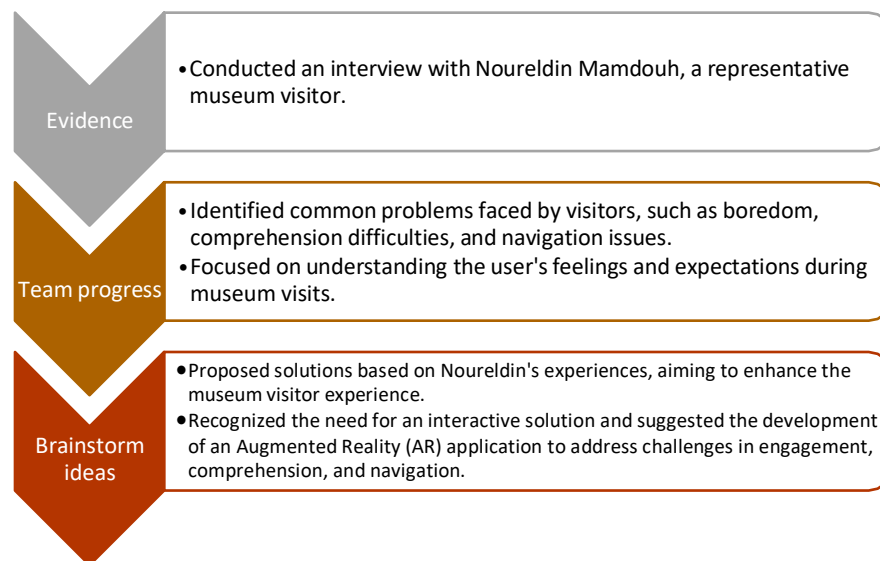 Evidence
•Conducted an interview with Noureldin Mamdouh, a representative
museum visitor.
Team progress
•Identified common problems faced by visitors, such as boredom,
comprehension difficulties, and navigation issues.
•Focused on understanding the user's feelings and expectations during
museum visits.
Brainstorm
ideas
•Proposed solutions based on Noureldin's experiences, aiming to enhance the
museum visitor experience.
•Recognized the need for an interactive solution and suggested the development
of an Augmented Reality (AR) application to address challenges in engagement,
comprehension, and navigation.